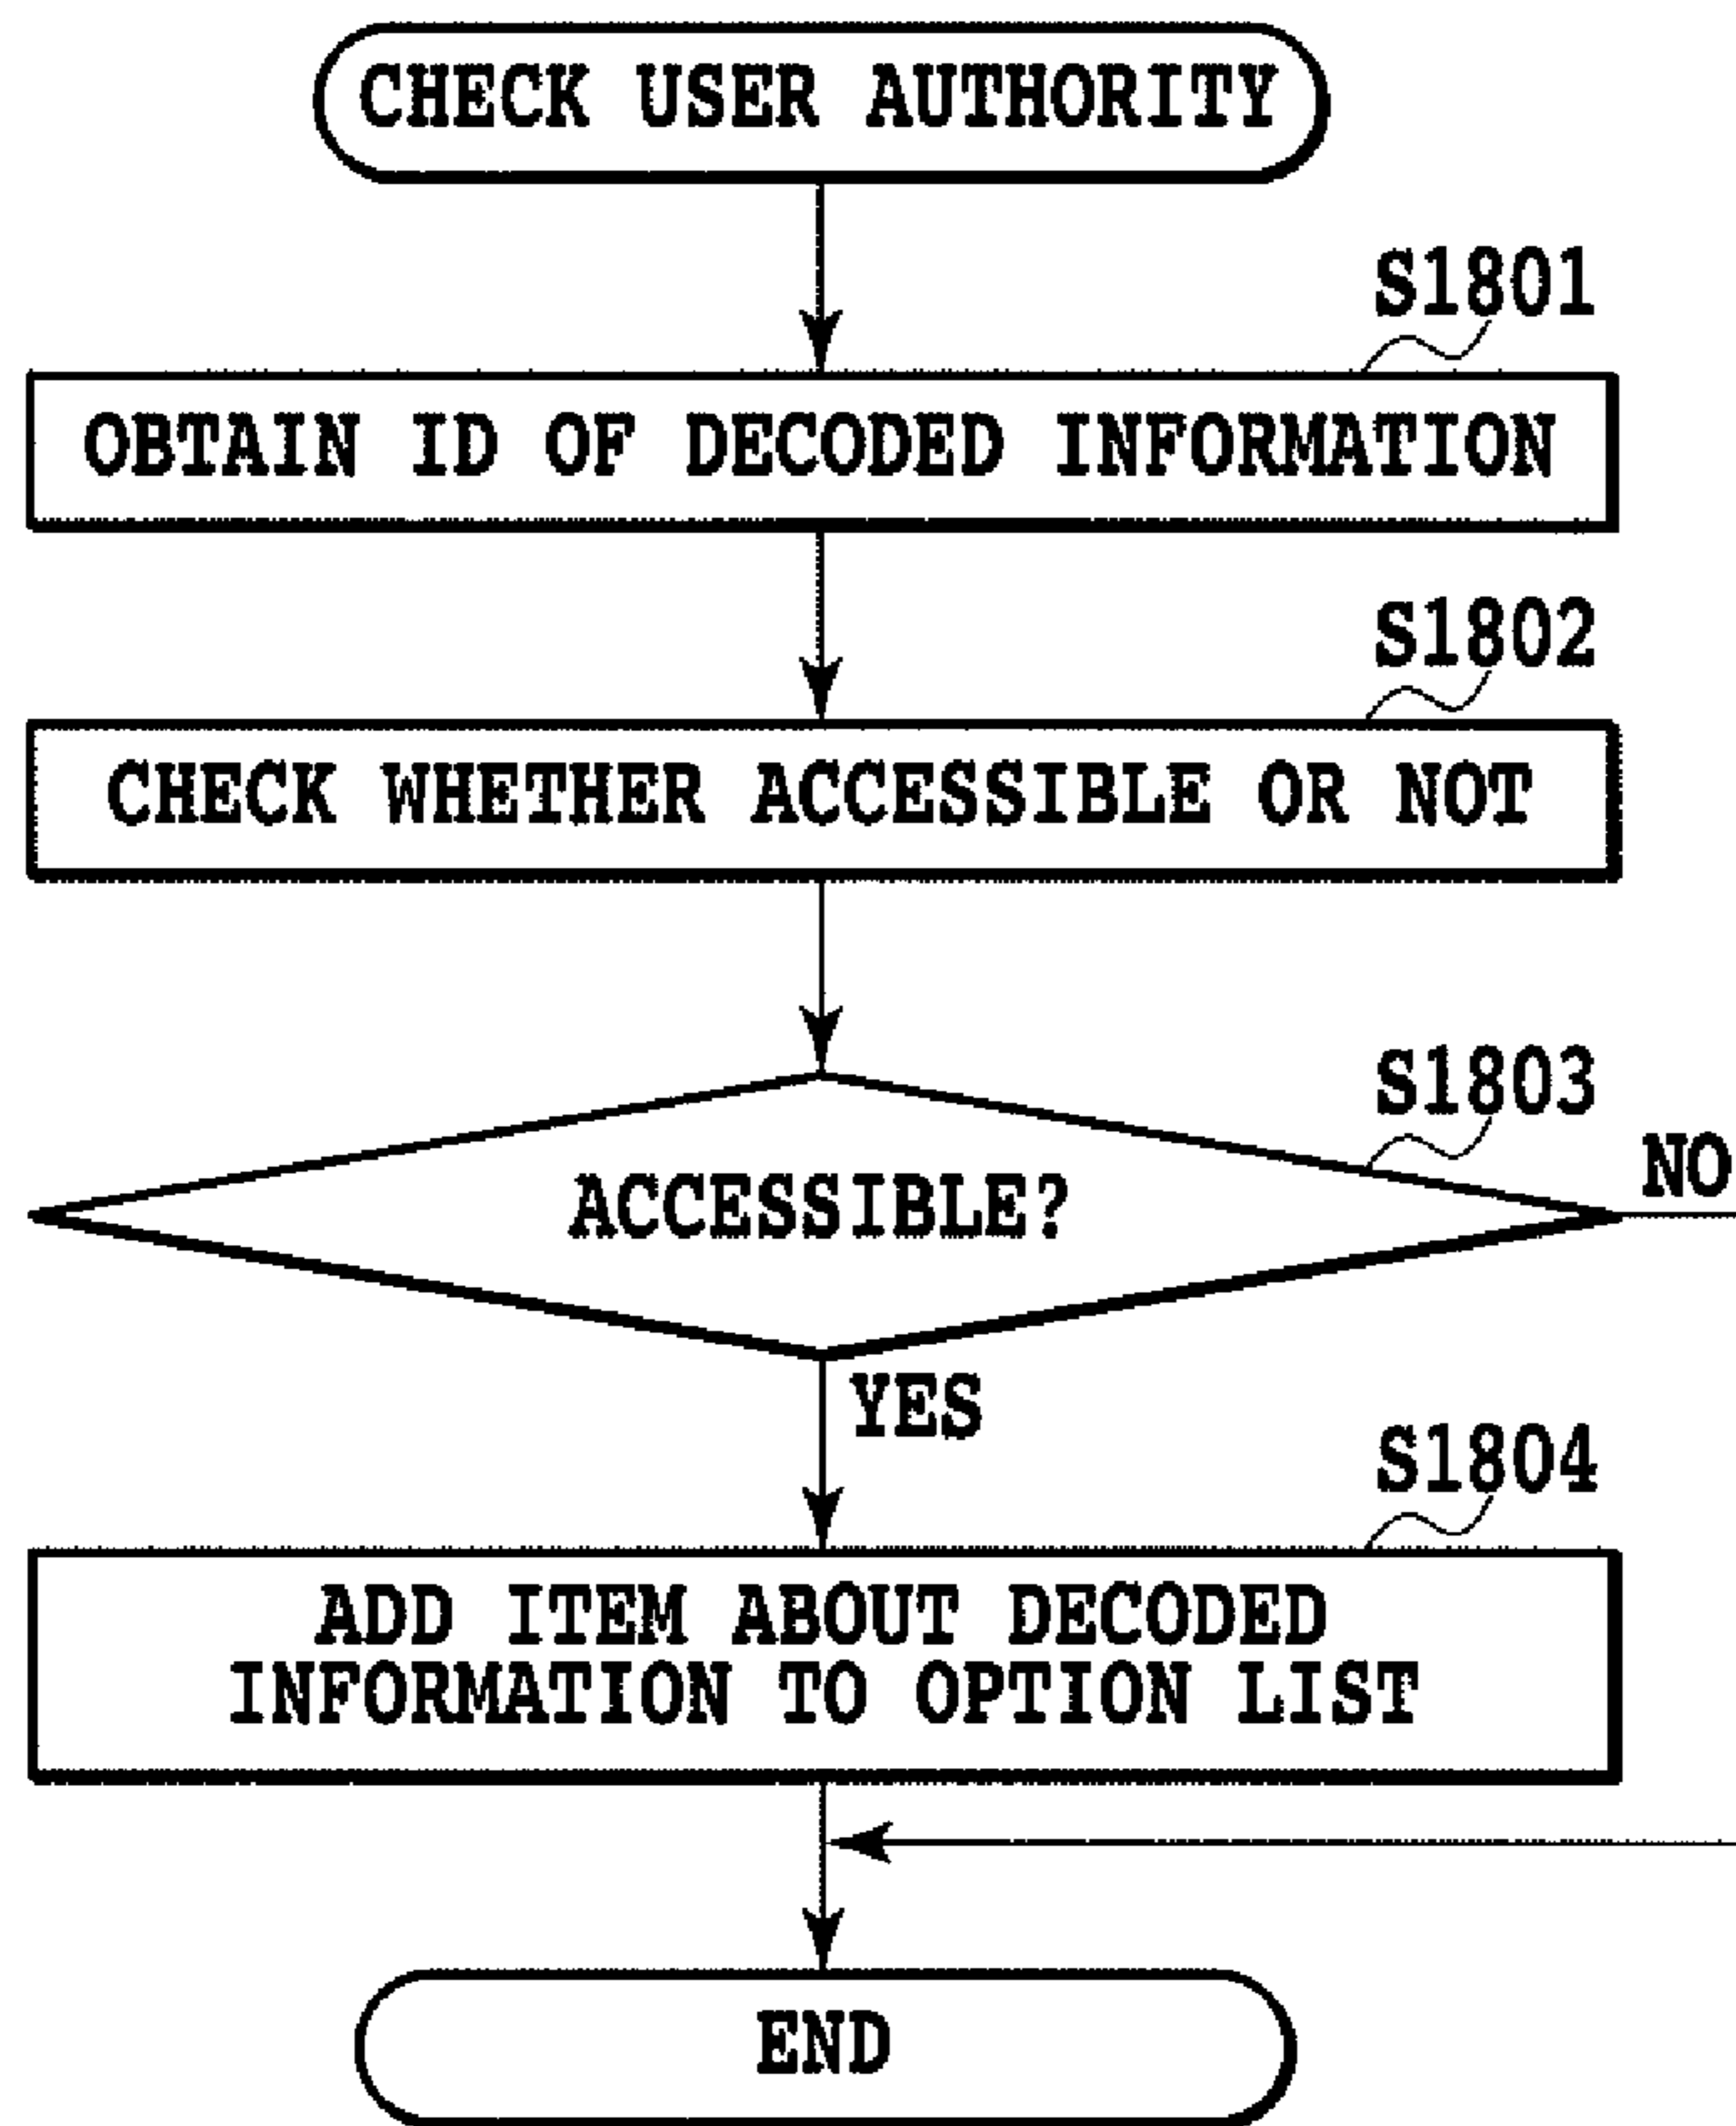 CHECK USER AUTHORITY
S1801
OBTAIN ID OF DECODED INFORMATION
S1802
CHECK WHETHER ACCESSIBLE OR NOT
S1803
NO
ACCESSIBLE?
YES
S1804
ADD ITEM ABOUT DECODED
INFORMATION TO OPTION LIST
END